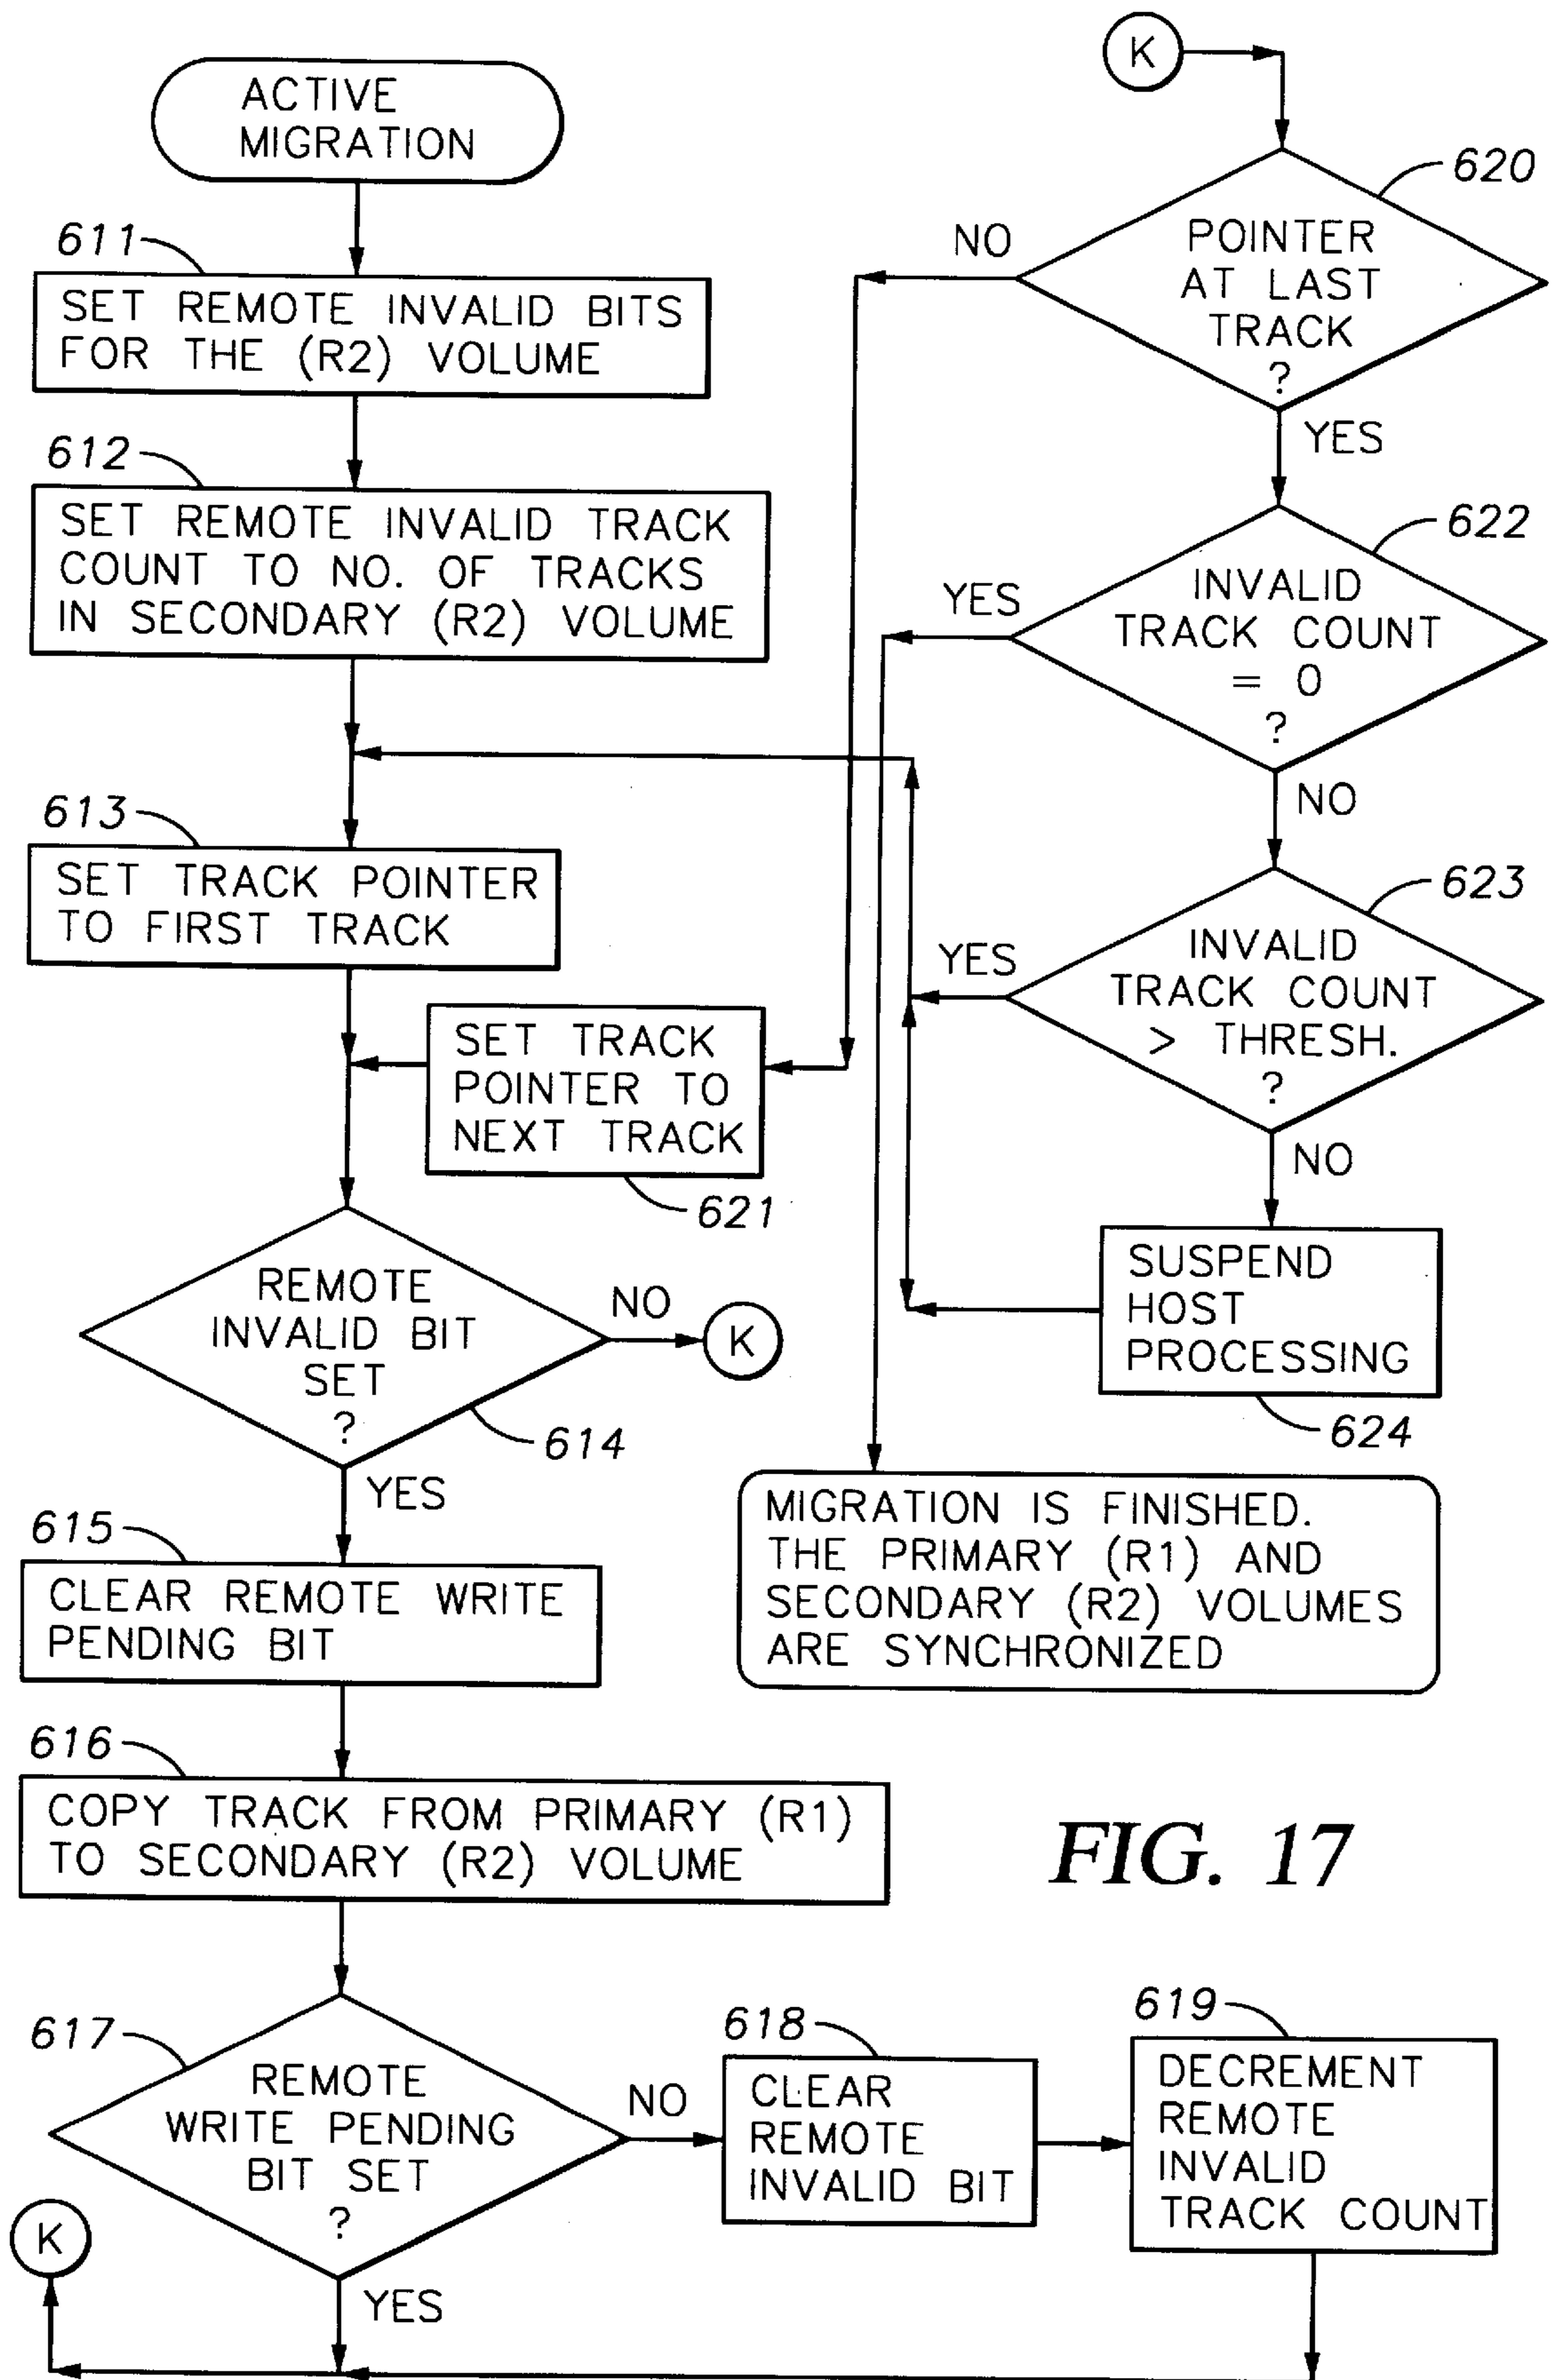 ACTIVE
MIGRATION
611
SET REMOTE INVALID BITS
FOR THE (R2) VOLUME
612
SET REMOTE INVALID TRACK
COUNT TO NO. OF TRACKS
IN SECONDARY (R2) VOLUME
613
SET TRACK POINTER
TO FIRST TRACK
SET TRACK
POINTER TO
NEXT TRACK
621
REMOTE
INVALID BIT
SET
?
NO
K
614
YES
615
CLEAR REMOTE WRITE
PENDING BIT
616
COPY TRACK FROM PRIMARY (R1)
TO SECONDARY (R2) VOLUME
617
REMOTE
WRITE PENDING
BIT SET
?
NO
YES
K
618
CLEAR
REMOTE
INVALID BIT
619
DECREMENT
REMOTE
INVALID
TRACK COUNT
K
620
POINTER
AT LAST
TRACK
?
NO
YES
622
INVALID
TRACK COUNT
= 0
?
YES
NO
623
INVALID
TRACK COUNT
> THRESH.
?
YES
NO
SUSPEND
HOST
PROCESSING
624
MIGRATION IS FINISHED.
THE PRIMARY (R1) AND
SECONDARY (R2) VOLUMES
ARE SYNCHRONIZED
FIG. 17